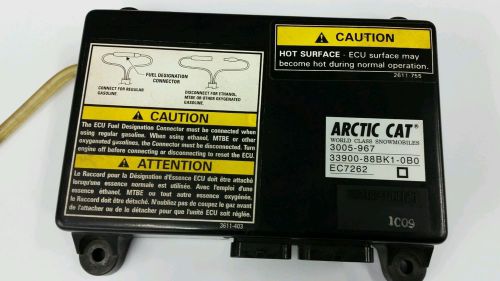 FUEL DESIGNATION
CONNECTOR
CONNECT FOR REGULAR
GASOLINE.
DISCONNECT FOR ETHANOL,
MTBE OR OTHER OXYGENATED
GASOLINES.
CAUTION
The ECU Fuel Designation Connector must be connected when
using regular gasoline. When using ethanol, MTBE or other
oxygenated gasolines, the Connector must be disconnected. Turn
engine off before connecting or disconnecting to reset the ECU.
ATTENTION
Le Raccord pour la Désignation d'Essence ECU doit être attaché
lorsqu'une essence normale est utilisée. Avec l'emploi d'une
essence ethanol, MTBE ou tout autre essence oxygénée,
le Raccord doit être détaché. N'oubliez pas de coupez le gaz avant
de l'attacher ou de le détacher pour que l'unité ECU soit réglée.
3611-403
CAUTION
HOT SURFACE - ECU surface may
become hot during normal operation.
2611-755
ARCTIC CAT®
WORLD CLASS SNOWMOBILES
3005-967
33900-88BK1-0B0
EC7262
1C09